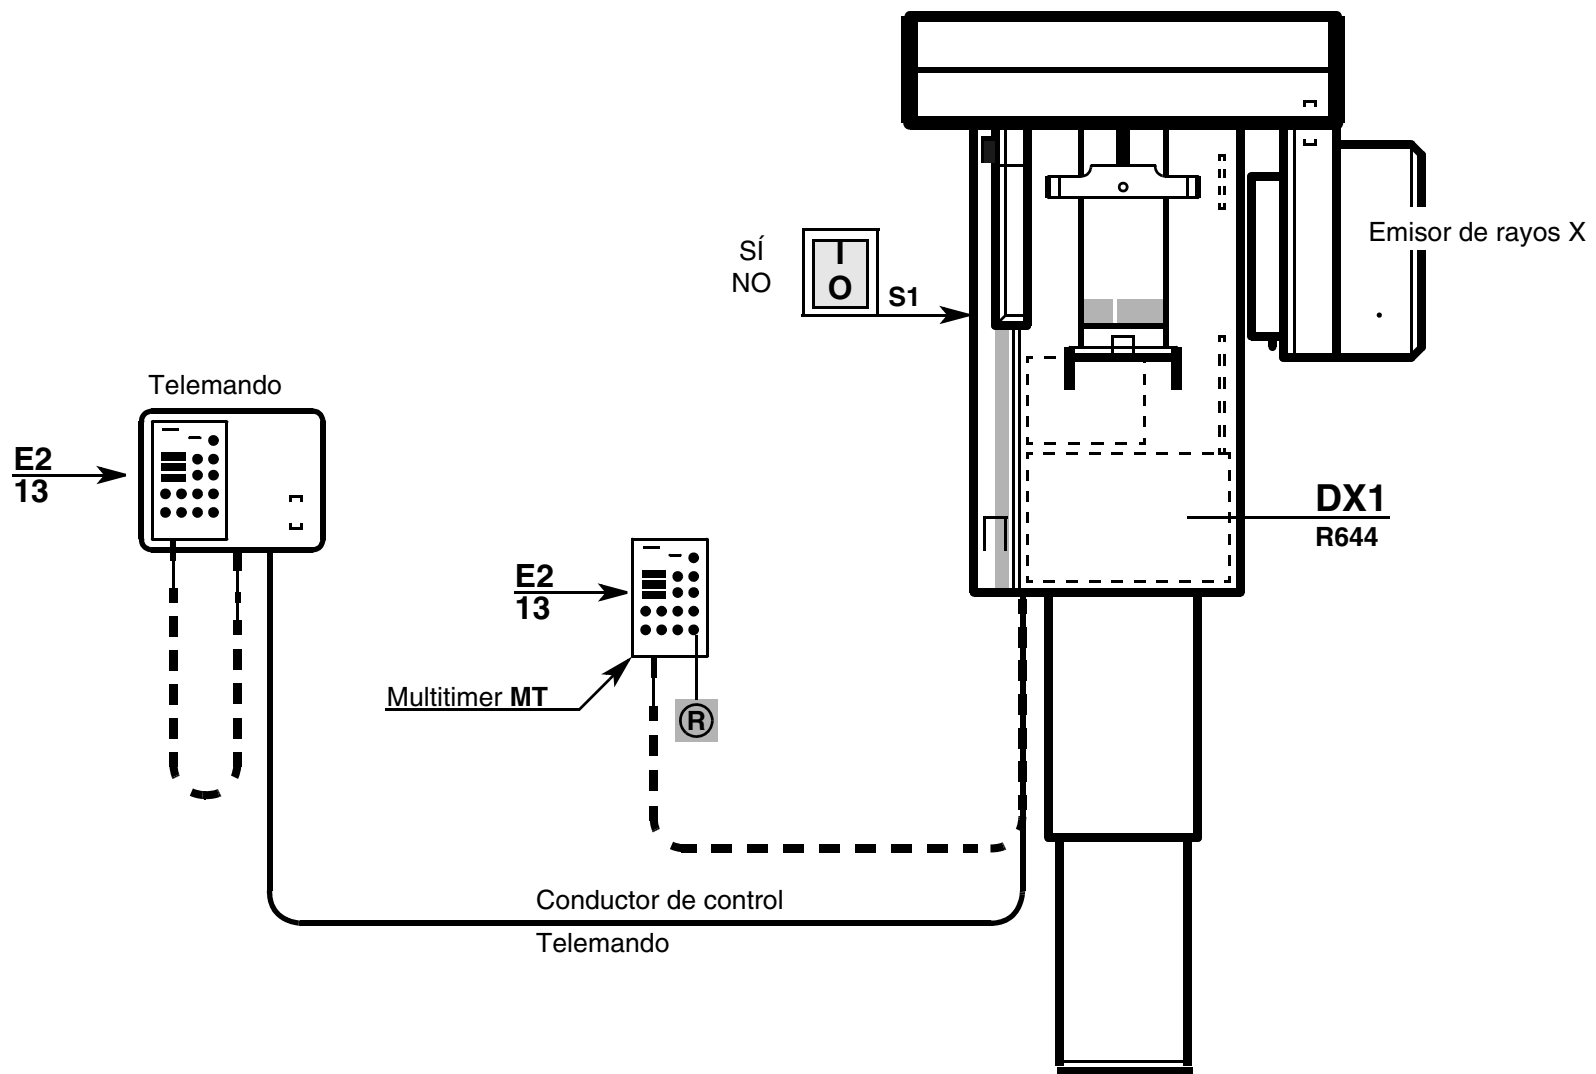 Emisor de rayos X
SÍ
NO
I
O
S1
Telemando
E2
13
DX1
R644
E2
13
Multitimer MT
R
Conductor de control
Telemando